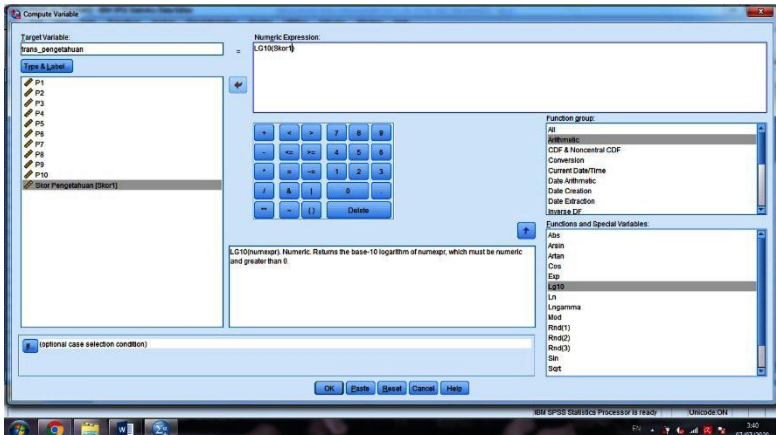 Compute Variable
Target Variable:
trans_pengetahuan
=
Numeric Expression:
LG10(Skor1)
Type & Label...
P1
P2
P3
P4
P5
P6
P7
P8
P9
P10
Skor Pengetahuan [Skor1]
+ < > 7 8 9
- <= >= 4 5 6
* = ~= 1 2 3
/ & | 0 .
** ~ ( ) Delete
Function group:
All
Arithmetic
CDF & Noncentral CDF
Conversion
Current Date/Time
Date Arithmetic
Date Creation
Date Extraction
Inverse DF
LG10(numexpr). Numeric. Returns the base-10 logarithm of numexpr, which must be numeric
and greater than 0.
Functions and Special Variables:
Abs
Arsin
Artan
Cos
Exp
Lg10
Ln
Lngamma
Mod
Rnd(1)
Rnd(2)
Rnd(3)
Sin
Sqrt
If... (optional case selection condition)
OK Paste Reset Cancel Help
IBM SPSS Statistics Processor is ready Unicode:ON
EN 3:40